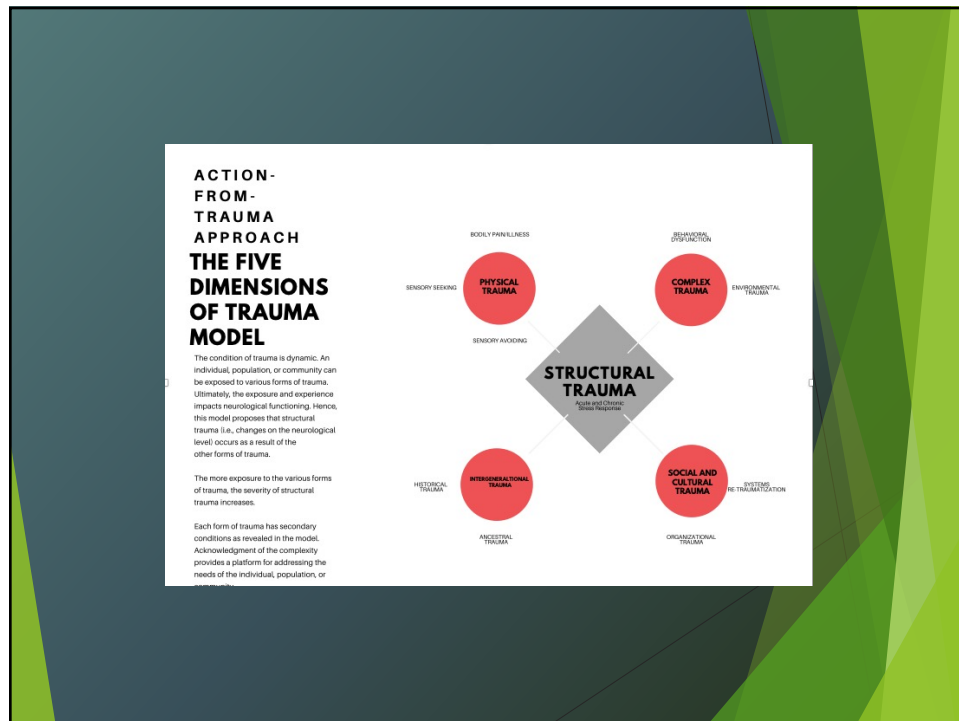 ACTION-
FROM-
TRAUMA
APPROACH
THE FIVE
DIMENSIONS
OF TRAUMA
MODEL
The condition of trauma is dynamic. An
individual, population, or community can
be exposed to various forms of trauma.
Ultimately, the exposure and experience
impacts neurological functioning. Hence,
this model proposes that structural
trauma (i.e., changes on the neurological
level) occurs as a result of the
other forms of trauma.
The more exposure to the various forms
of trauma, the severity of structural
trauma increases.
Each form of trauma has secondary
conditions as revealed in the model.
Acknowledgment of the complexity
provides a platform for addressing the
needs of the individual, population, or
community.
BODILY PAIN/ILLNESS
SENSORY SEEKING
PHYSICAL
TRAUMA
SENSORY AVOIDING
BEHAVIORAL
DYSFUNCTION
COMPLEX
TRAUMA
ENVIRONMENTAL
TRAUMA
STRUCTURAL
TRAUMA
Acute and Chronic
Stress Response
HISTORICAL
TRAUMA
INTERGENERALTIONAL
TRAUMA
ANCESTRAL
TRAUMA
SOCIAL AND
CULTURAL
TRAUMA
SYSTEMS
RE-TRAUMATIZATION
ORGANIZATIONAL
TRAUMA